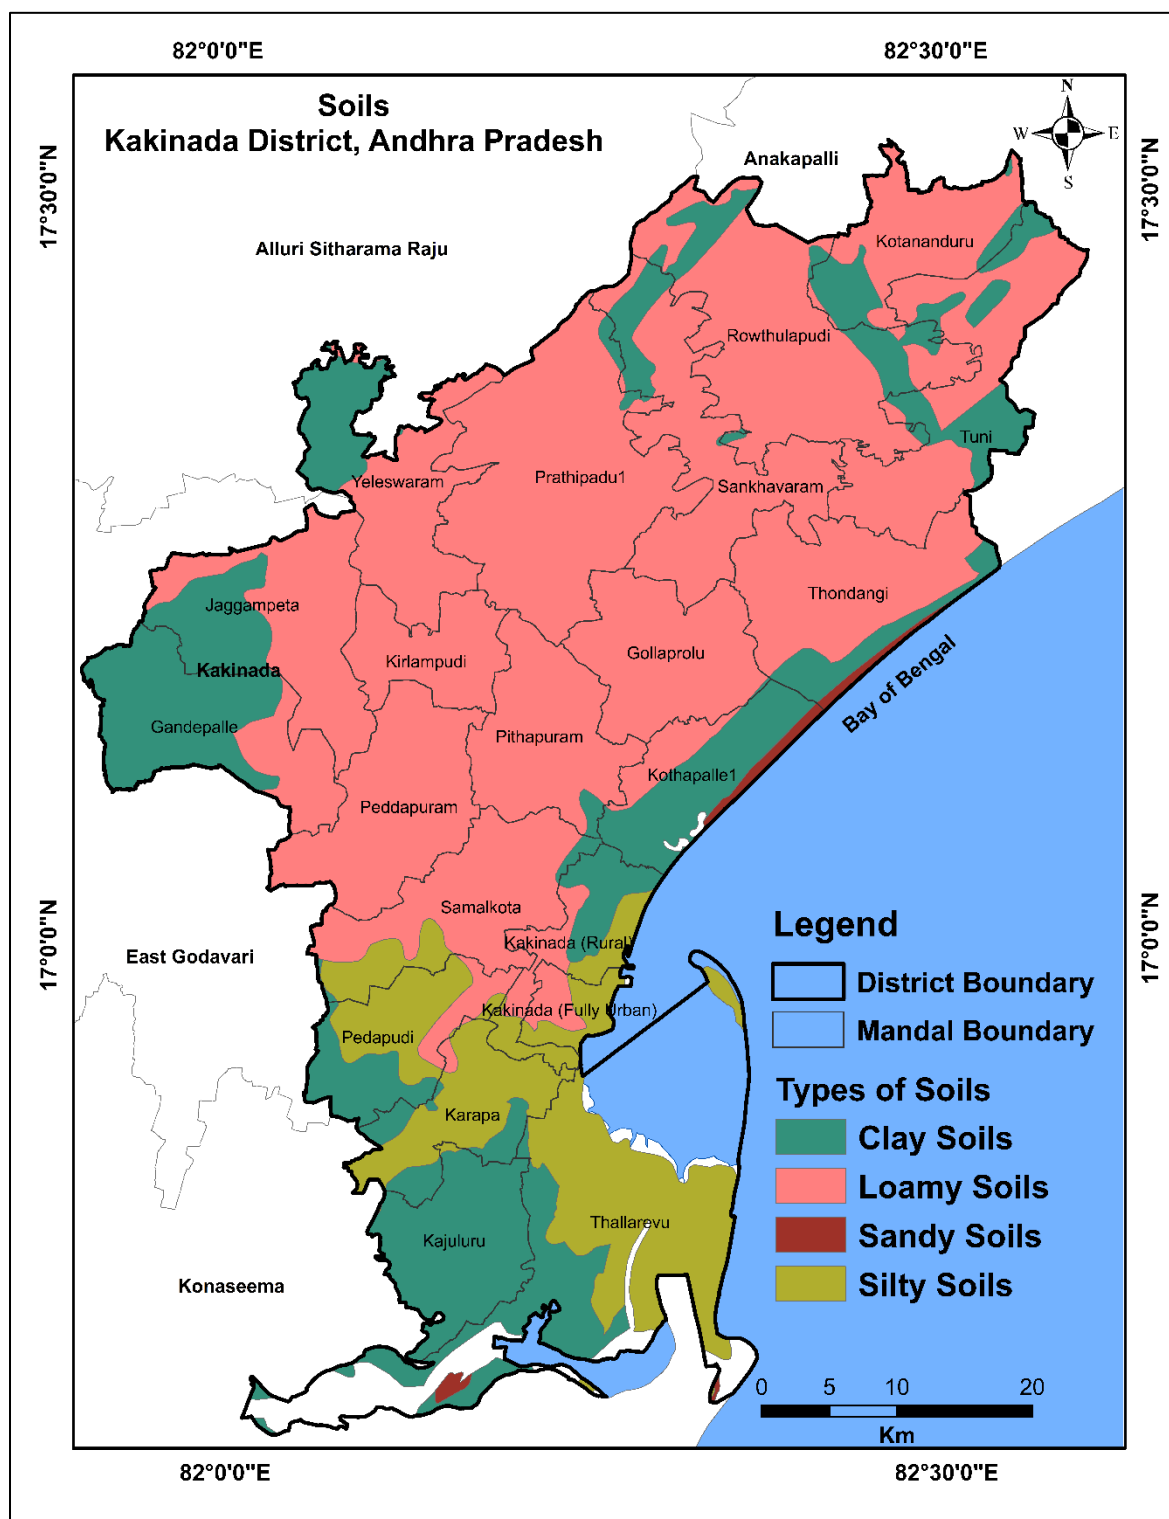 82°0'0"E
82°30'0"E
Soils
Kakinada District, Andhra Pradesh
N
W
E
S
17°30'0"N
17°30'0"N
Anakapalli
Alluri Sitharama Raju
Kotananduru
Rowthulapudi
Tuni
Yeleswaram
Prathipadu1
Sankhavaram
Jaggampeta
Thondangi
Kirlampudi
Gollaprolu
Kakinada
Gandepalle
Pithapuram
Bay of Bengal
Kothapalle1
Peddapuram
Samalkota
17°0'0"N
17°0'0"N
Kakinada (Rural)
East Godavari
Kakinada (Fully Urban)
Pedapudi
Karapa
Thallarevu
Kajuluru
Konaseema
Legend
District Boundary
Mandal Boundary
Types of Soils
Clay Soils
Loamy Soils
Sandy Soils
Silty Soils
0 5 10 20
Km
82°0'0"E
82°30'0"E